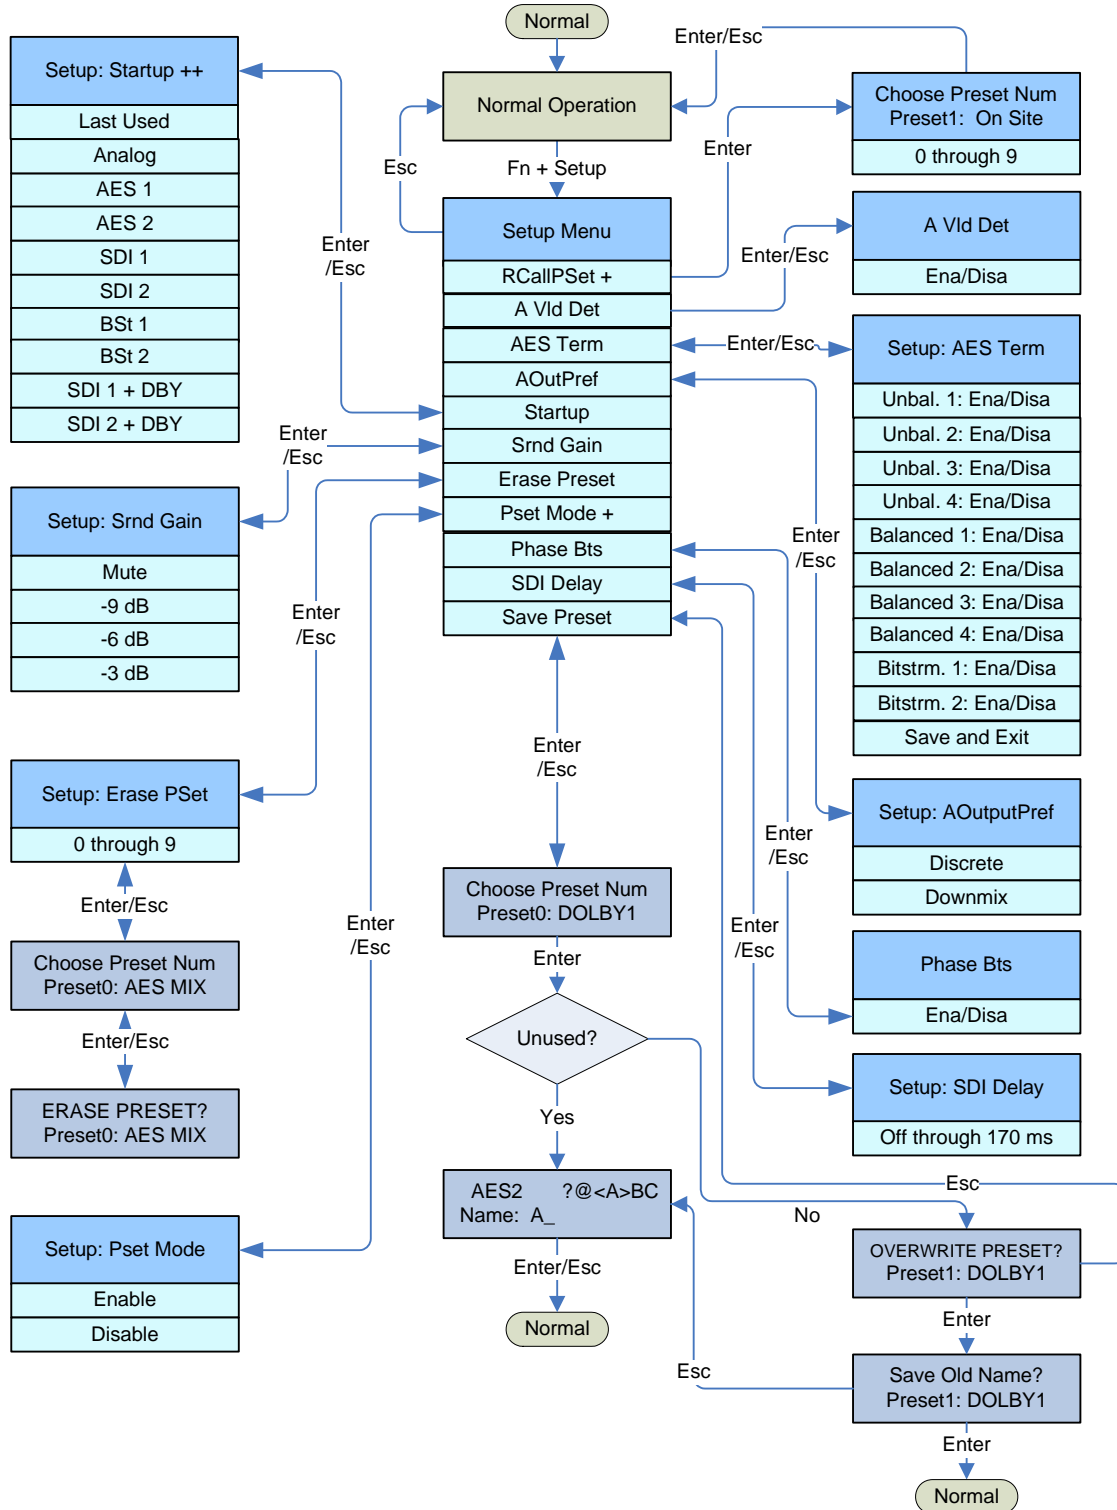 Normal
Enter/Esc
Normal Operation
Esc
Fn + Setup
Enter
Setup: Startup ++
Last Used
Analog
AES 1
AES 2
SDI 1
SDI 2
BSt 1
BSt 2
SDI 1 + DBY
SDI 2 + DBY
Enter
/Esc
Setup Menu
RCallPSet +
A Vld Det
AES Term
AOutPref
Startup
Srnd Gain
Erase Preset
Pset Mode +
Phase Bts
SDI Delay
Save Preset
Choose Preset Num
Preset1:  On Site
0 through 9
Enter/Esc
A Vld Det
Ena/Disa
Enter/Esc
Setup: AES Term
Unbal. 1: Ena/Disa
Unbal. 2: Ena/Disa
Unbal. 3: Ena/Disa
Unbal. 4: Ena/Disa
Balanced 1: Ena/Disa
Balanced 2: Ena/Disa
Balanced 3: Ena/Disa
Balanced 4: Ena/Disa
Bitstrm. 1: Ena/Disa
Bitstrm. 2: Ena/Disa
Save and Exit
Enter
/Esc
Setup: AOutputPref
Discrete
Downmix
Enter
/Esc
Phase Bts
Ena/Disa
Enter
/Esc
Setup: SDI Delay
Off through 170 ms
Enter
/Esc
Setup: Srnd Gain
Mute
-9 dB
-6 dB
-3 dB
Enter
/Esc
Setup: Erase PSet
0 through 9
Enter/Esc
Choose Preset Num
Preset0: AES MIX
Enter/Esc
ERASE PRESET?
Preset0: AES MIX
Enter
/Esc
Setup: Pset Mode
Enable
Disable
Enter
/Esc
Choose Preset Num
Preset0: DOLBY1
Enter
Unused?
Yes
No
AES2      ?@<A>BC
Name:  A_
Enter/Esc
Normal
Esc
OVERWRITE PRESET?
Preset1: DOLBY1
Enter
Esc
Save Old Name?
Preset1: DOLBY1
Enter
Normal